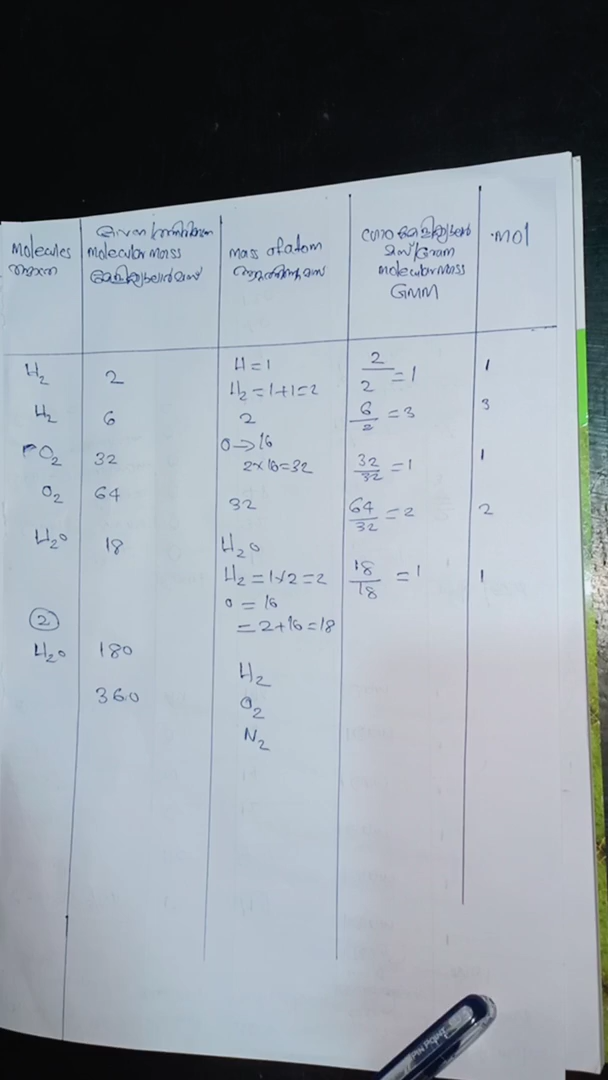 Molecules
Molecular Mass
Mass of atom
മാസ്/Gram
Molecular Mass
GMM
Mol
H₂ 2 H = 1 2/2 = 1 1
H₂ = 1+1=2
H₂ 6 2 6/2 = 3 3
O₂ 32 O → 16 32/32 = 1 1
2×16=32
O₂ 64 32 64/32 = 2 2
H₂O 18 H₂O
H₂ = 1×2 = 2 18/18 = 1 1
O = 16
= 2+16=18
②
H₂O 180
H₂
360 O₂
N₂